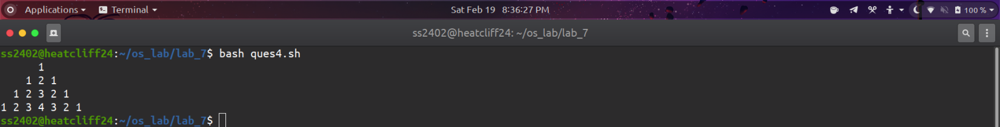 Applications Terminal Sat Feb 19 8:36:27 PM 100 %
ss2402@heatcliff24: ~/os_lab/lab_7
ss2402@heatcliff24:~/os_lab/lab_7$ bash ques4.sh
      1
    1 2 1
  1 2 3 2 1
1 2 3 4 3 2 1
ss2402@heatcliff24:~/os_lab/lab_7$